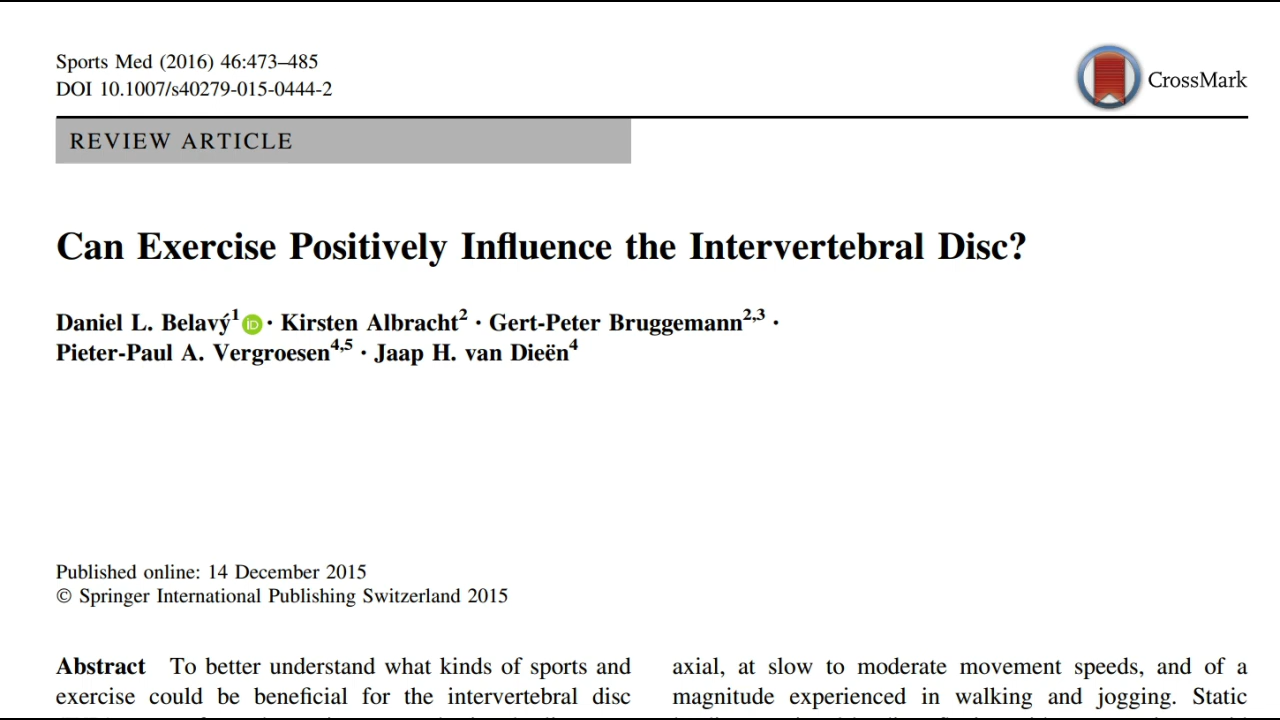 Sports Med (2016) 46:473–485
DOI 10.1007/s40279-015-0444-2
CrossMark
REVIEW ARTICLE
Can Exercise Positively Influence the Intervertebral Disc?
Daniel L. Belavý1 iD · Kirsten Albracht2 · Gert-Peter Bruggemann2,3 ·
Pieter-Paul A. Vergroesen4,5 · Jaap H. van Dieën4
Published online: 14 December 2015
© Springer International Publishing Switzerland 2015
Abstract To better understand what kinds of sports and
exercise could be beneficial for the intervertebral disc
axial, at slow to moderate movement speeds, and of a
magnitude experienced in walking and jogging. Static